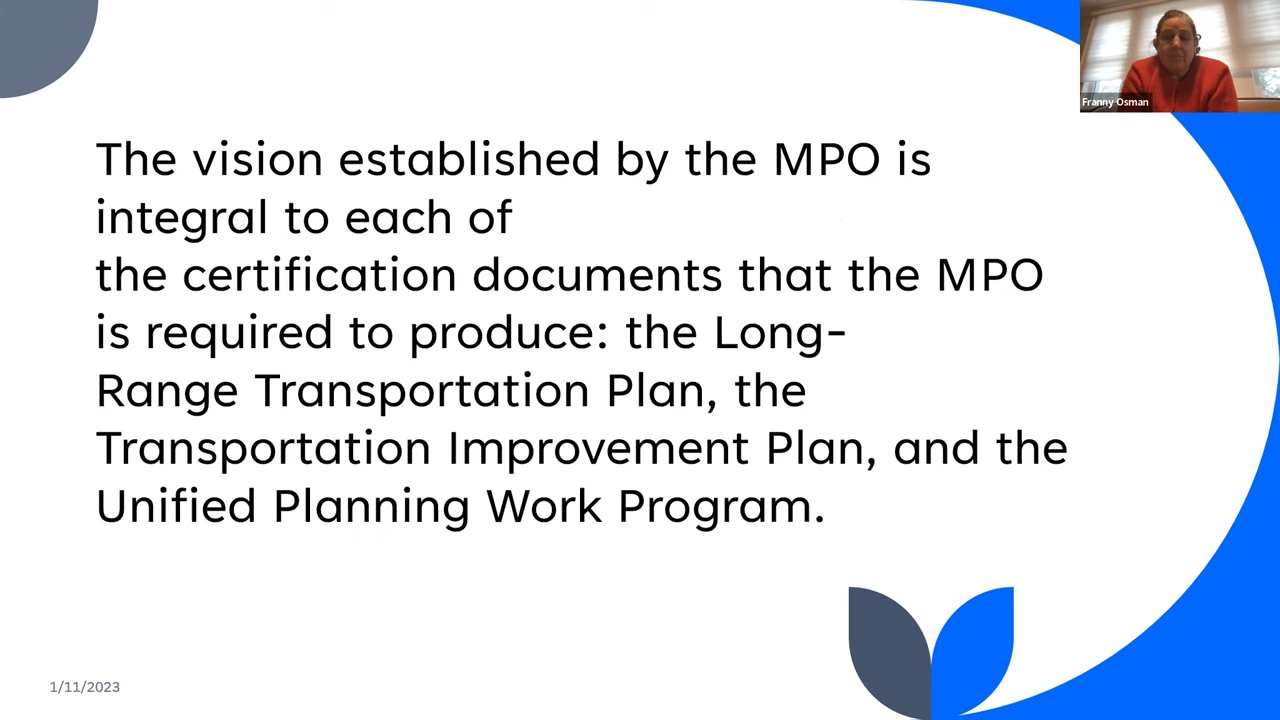 Franny Osman
The vision established by the MPO is
integral to each of
the certification documents that the MPO
is required to produce: the Long-
Range Transportation Plan, the
Transportation Improvement Plan, and the
Unified Planning Work Program.
1/11/2023